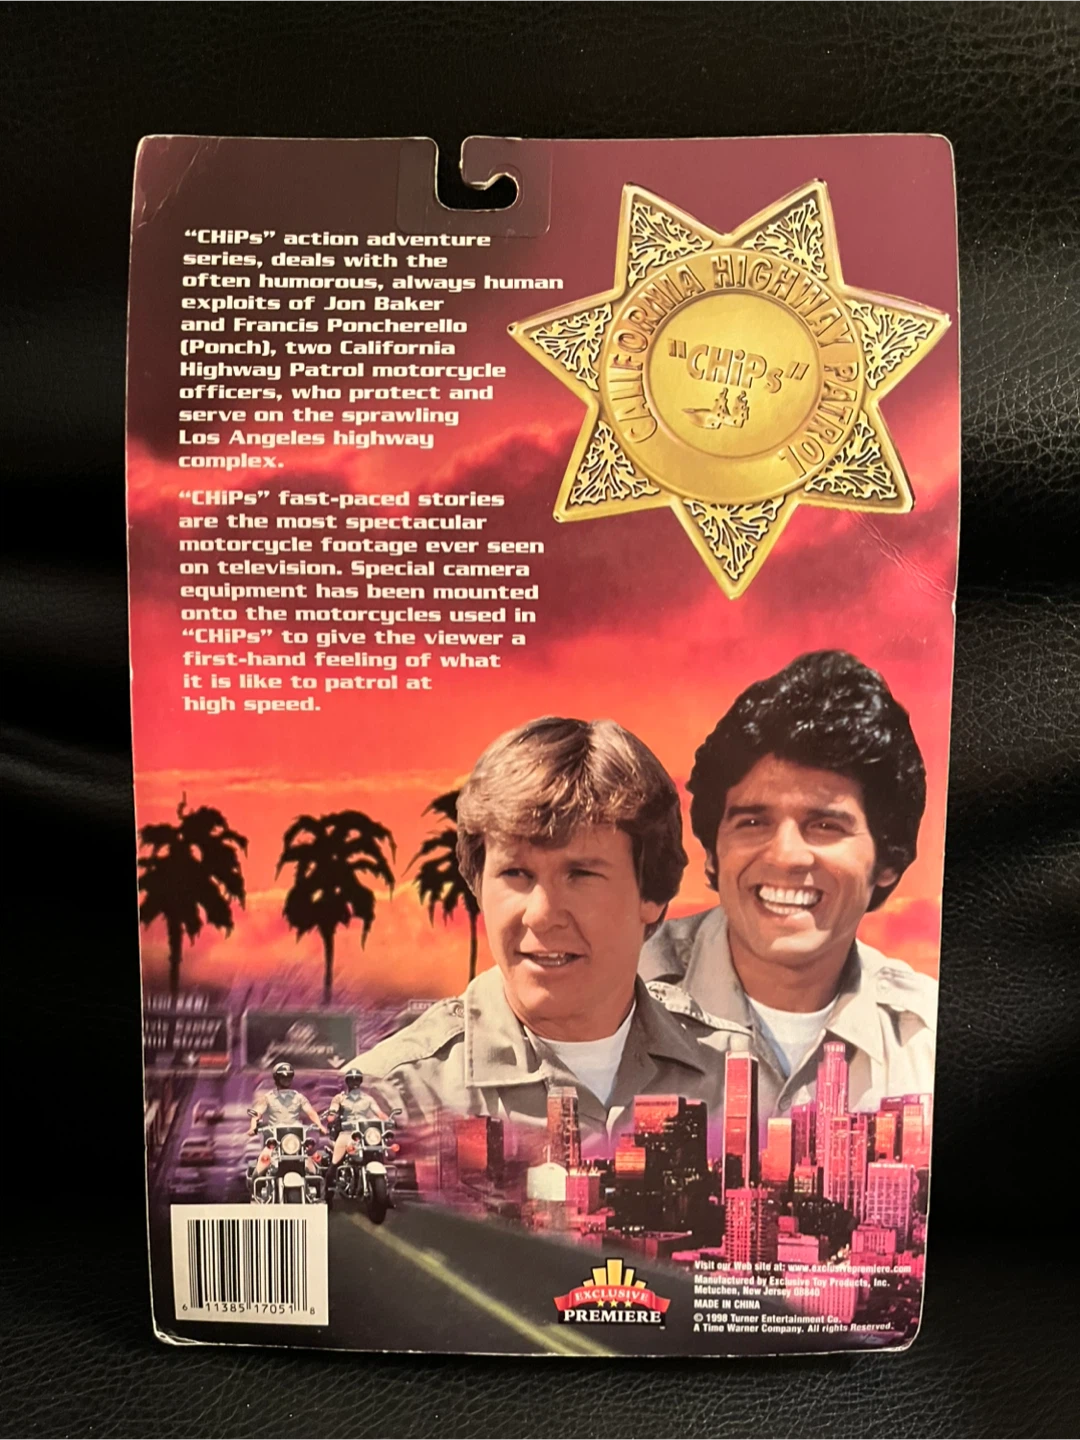 “CHiPs” action adventure
series, deals with the
often humorous, always human
exploits of Jon Baker
and Francis Poncherello
(Ponch), two California
Highway Patrol motorcycle
officers, who protect and
serve on the sprawling
Los Angeles highway
complex.
“CHiPs” fast-paced stories
are the most spectacular
motorcycle footage ever seen
on television. Special camera
equipment has been mounted
onto the motorcycles used in
“CHiPs” to give the viewer a
first-hand feeling of what
it is like to patrol at
high speed.
CALIFORNIA HIGHWAY PATROL
"CHiPs"
6 11385 17051 8
EXCLUSIVE
PREMIERE
Visit our Web site at: www.exclusivepremiere.com
Manufactured by Exclusive Toy Products, Inc.
Metuchen, New Jersey 08840
MADE IN CHINA
© 1998 Turner Entertainment Co.
A Time Warner Company. All rights Reserved.